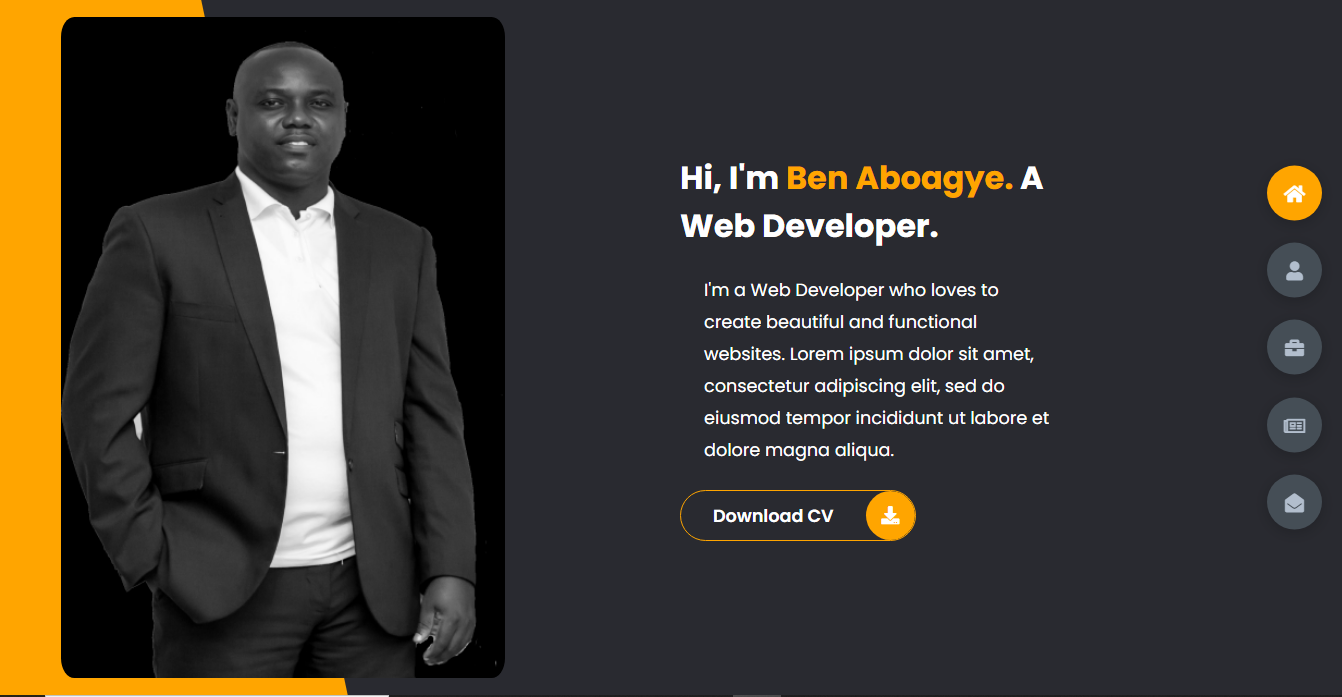 Hi, I'm Ben Aboagye. A
Web Developer.
I'm a Web Developer who loves to
create beautiful and functional
websites. Lorem ipsum dolor sit amet,
consectetur adipiscing elit, sed do
eiusmod tempor incididunt ut labore et
dolore magna aliqua.
Download CV